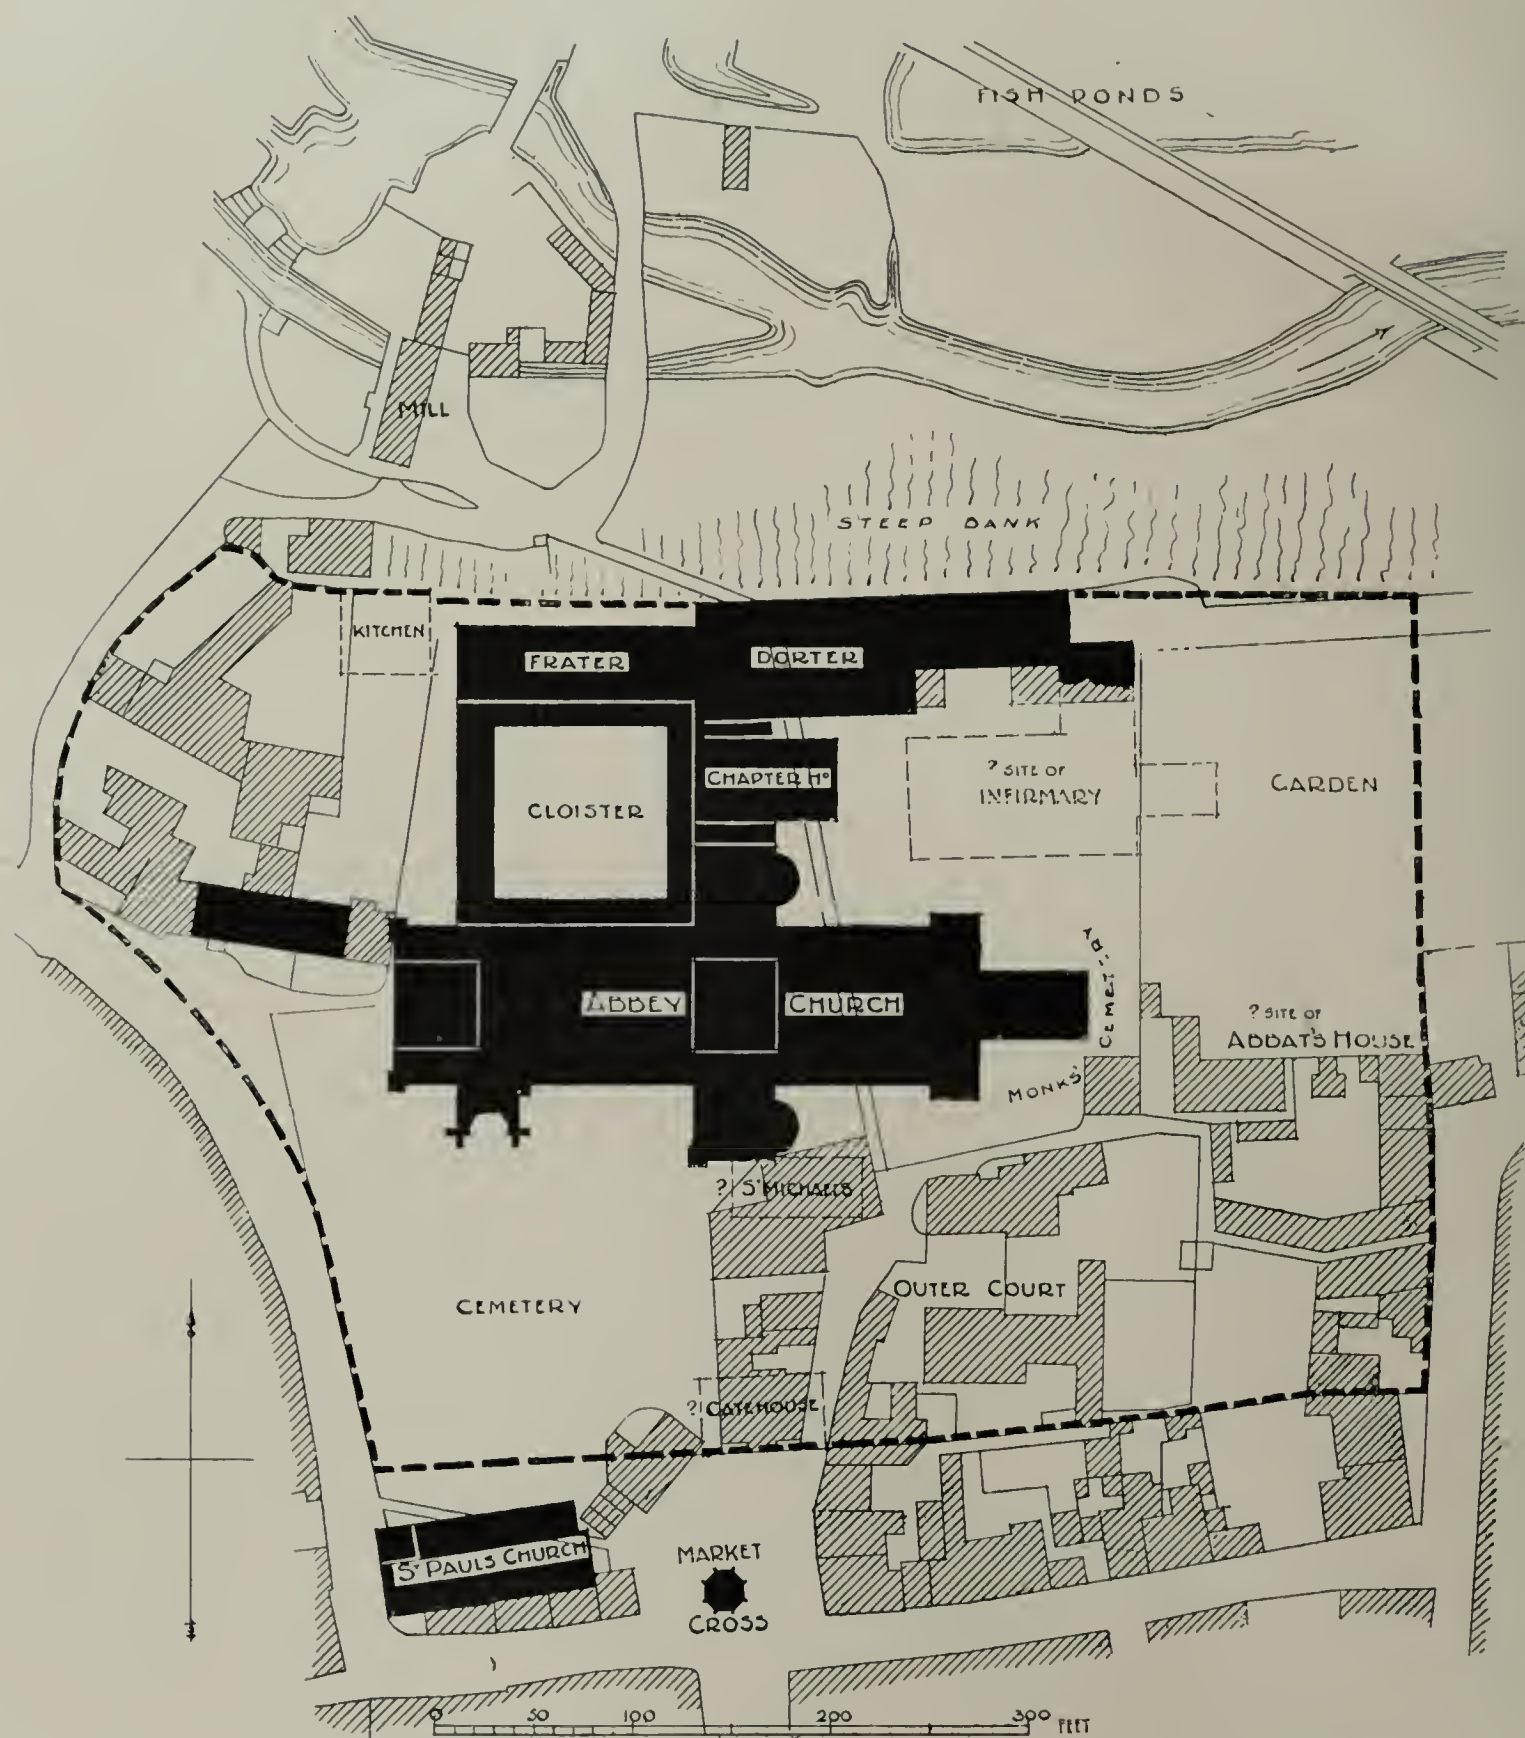 FISH PONDS
MILL
STEEP BANK
KITCHEN
FRATER
DORTER
CHAPTER Hº
? SITE OF
INFIRMARY
GARDEN
CLOISTER
ABBEY CHURCH
MONKS' CEMETERY
? SITE OF
ABBAT'S HOUSE
? Sᵀ MICHAELS
OUTER COURT
CEMETERY
? GATEHOUSE
Sᵀ PAULS CHURCH
MARKET
CROSS
0 50 100 200 300 FEET